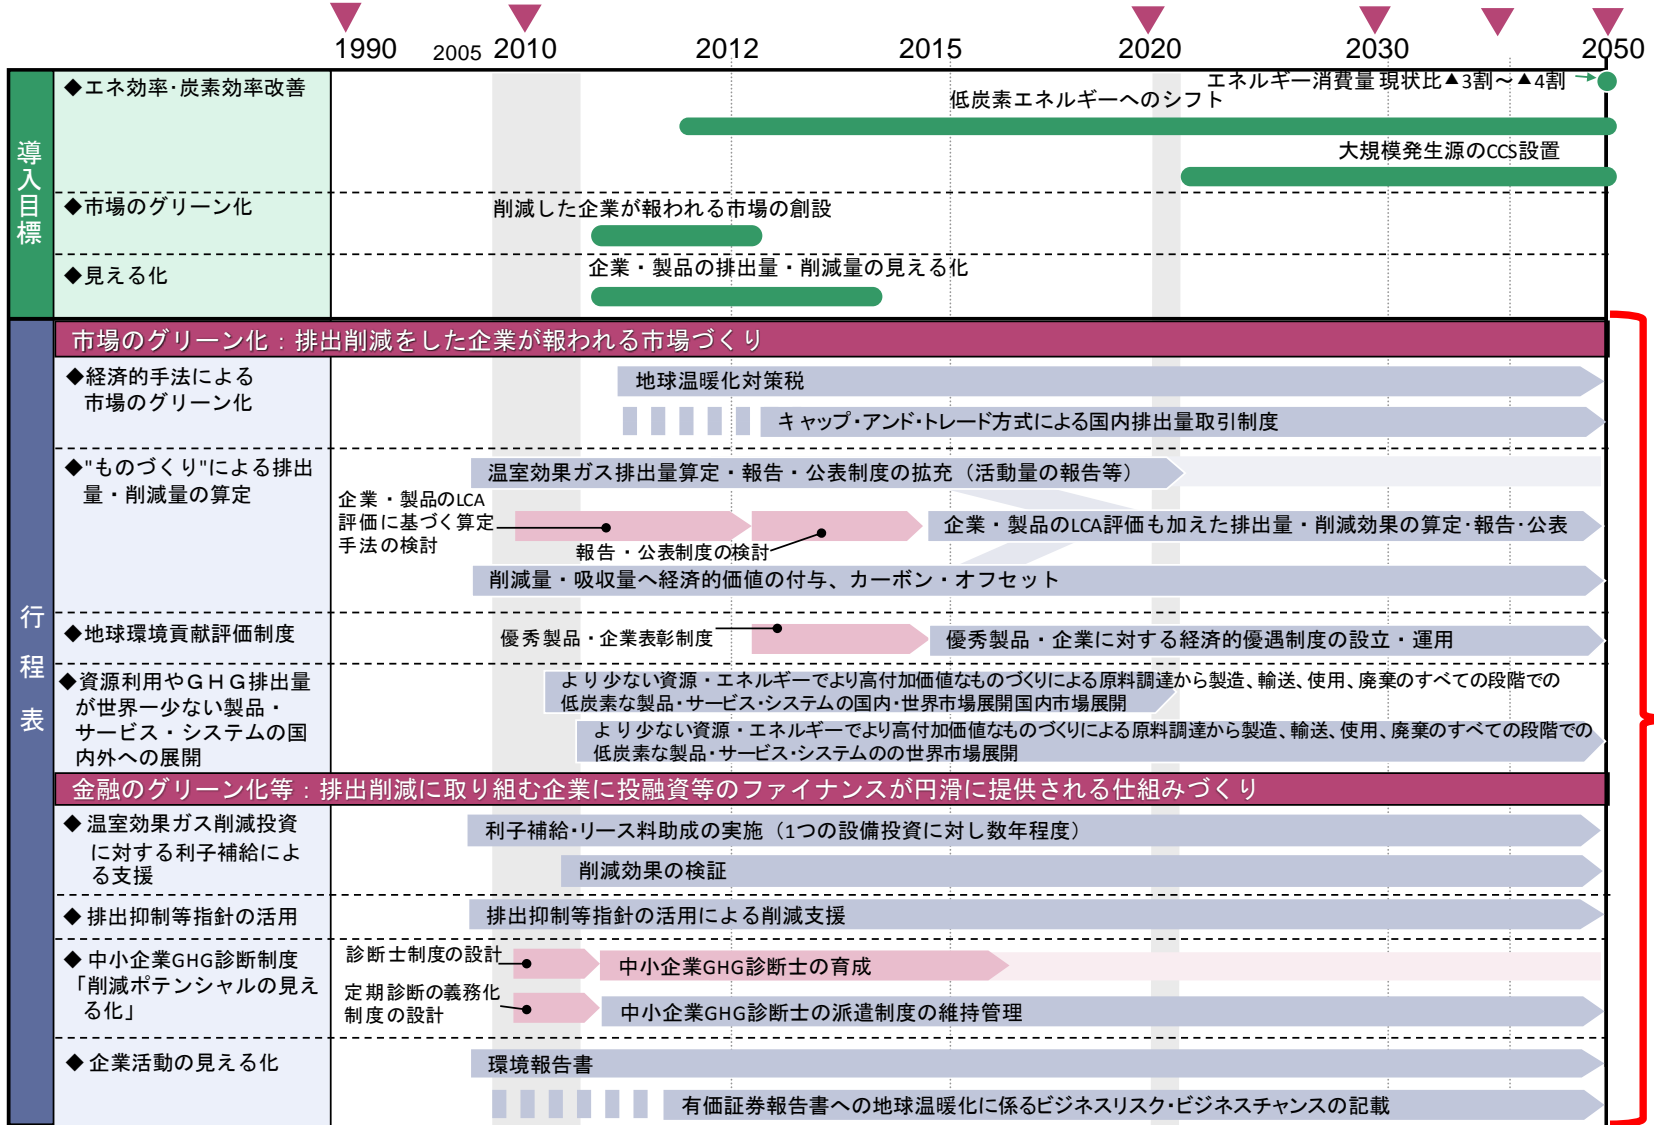 1990 2005 2010 2012 2015 2020 2030 2050
導入目標
◆エネ効率・炭素効率改善
エネルギー消費量 現状比▲3割～▲4割
低炭素エネルギーへのシフト
大規模発生源のCCS設置
◆市場のグリーン化
削減した企業が報われる市場の創設
◆見える化
企業・製品の排出量・削減量の見える化
行程表
市場のグリーン化：排出削減をした企業が報われる市場づくり
◆経済的手法による
市場のグリーン化
地球温暖化対策税
キャップ・アンド・トレード方式による国内排出量取引制度
◆"ものづくり"による排出
量・削減量の算定
温室効果ガス排出量算定・報告・公表制度の拡充（活動量の報告等）
企業・製品のLCA
評価に基づく算定
手法の検討
報告・公表制度の検討
企業・製品のLCA評価も加えた排出量・削減効果の算定・報告・公表
削減量・吸収量へ経済的価値の付与、カーボン・オフセット
◆地球環境貢献評価制度
優秀製品・企業表彰制度
優秀製品・企業に対する経済的優遇制度の設立・運用
◆資源利用やＧＨＧ排出量
が世界一少ない製品・
サービス・システムの国
内外への展開
より少ない資源・エネルギーでより高付加価値なものづくりによる原料調達から製造、輸送、使用、廃棄のすべての段階での
低炭素な製品・サービス・システムの国内・世界市場展開国内市場展開
より少ない資源・エネルギーでより高付加価値なものづくりによる原料調達から製造、輸送、使用、廃棄のすべての段階での
低炭素な製品・サービス・システムのの世界市場展開
金融のグリーン化等：排出削減に取り組む企業に投融資等のファイナンスが円滑に提供される仕組みづくり
◆ 温室効果ガス削減投資
に対する利子補給によ
る支援
利子補給・リース料助成の実施（1つの設備投資に対し数年程度）
削減効果の検証
◆ 排出抑制等指針の活用
排出抑制等指針の活用による削減支援
◆ 中小企業GHG診断制度
「削減ポテンシャルの見え
る化」
診断士制度の設計
中小企業GHG診断士の育成
定期診断の義務化
制度の設計
中小企業GHG診断士の派遣制度の維持管理
◆ 企業活動の見える化
環境報告書
有価証券報告書への地球温暖化に係るビジネスリスク・ビジネスチャンスの記載